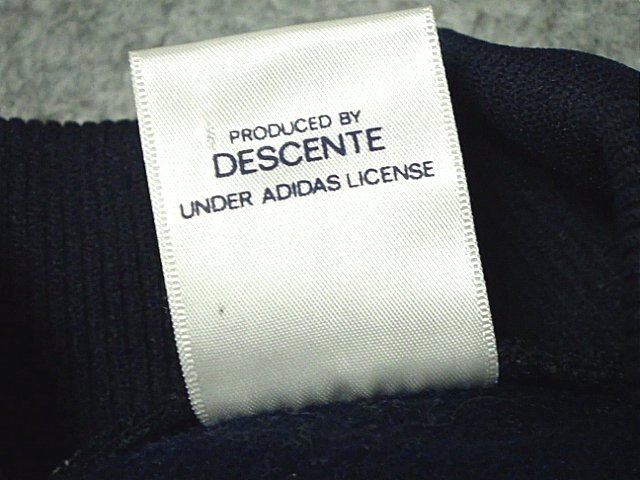 PRODUCED BY
DESCENTE
UNDER ADIDAS LICENSE